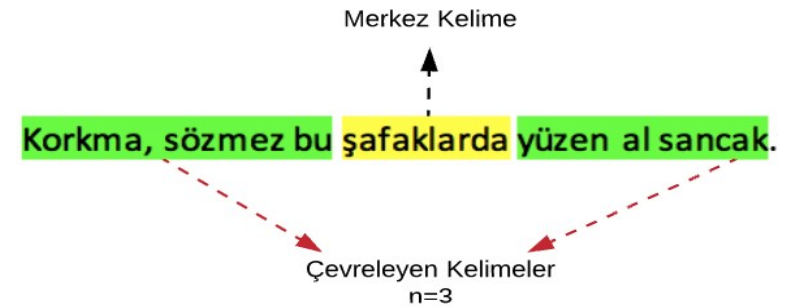 Merkez Kelime
Korkma, sözmez bu şafaklarda yüzen al sancak.
Çevreleyen Kelimeler
n=3